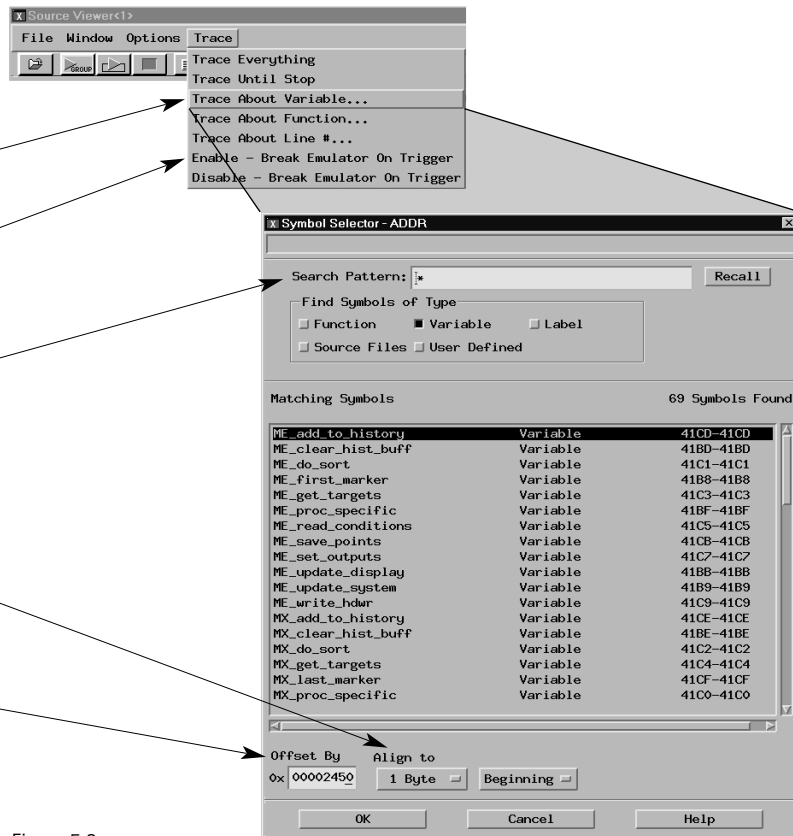 Source Viewer<1>
File Window Options Trace
GROUP
Trace Everything
Trace Until Stop
Trace About Variable...
Trace About Function...
Trace About Line #...
Enable – Break Emulator On Trigger
Disable – Break Emulator On Trigger
X Symbol Selector - ADDR
Search Pattern: * Recall
Find Symbols of Type
Function Variable Label
Source Files User Defined
Matching Symbols 69 Symbols Found
ME_add_to_history Variable 41CD-41CD
ME_clear_hist_buff Variable 41BD-41BD
ME_do_sort Variable 41C1-41C1
ME_first_marker Variable 41B8-41B8
ME_get_targets Variable 41C3-41C3
ME_proc_specific Variable 41BF-41BF
ME_read_conditions Variable 41C5-41C5
ME_save_points Variable 41CB-41CB
ME_set_outputs Variable 41C7-41C7
ME_update_display Variable 41BB-41BB
ME_update_system Variable 41B9-41B9
ME_write_hdwr Variable 41C9-41C9
MX_add_to_history Variable 41CE-41CE
MX_clear_hist_buff Variable 41BE-41BE
MX_do_sort Variable 41C2-41C2
MX_get_targets Variable 41C4-41C4
MX_last_marker Variable 41CF-41CF
MX_proc_specific Variable 41C0-41C0
Offset By Align to
0x 00002450 1 Byte Beginning
OK Cancel Help